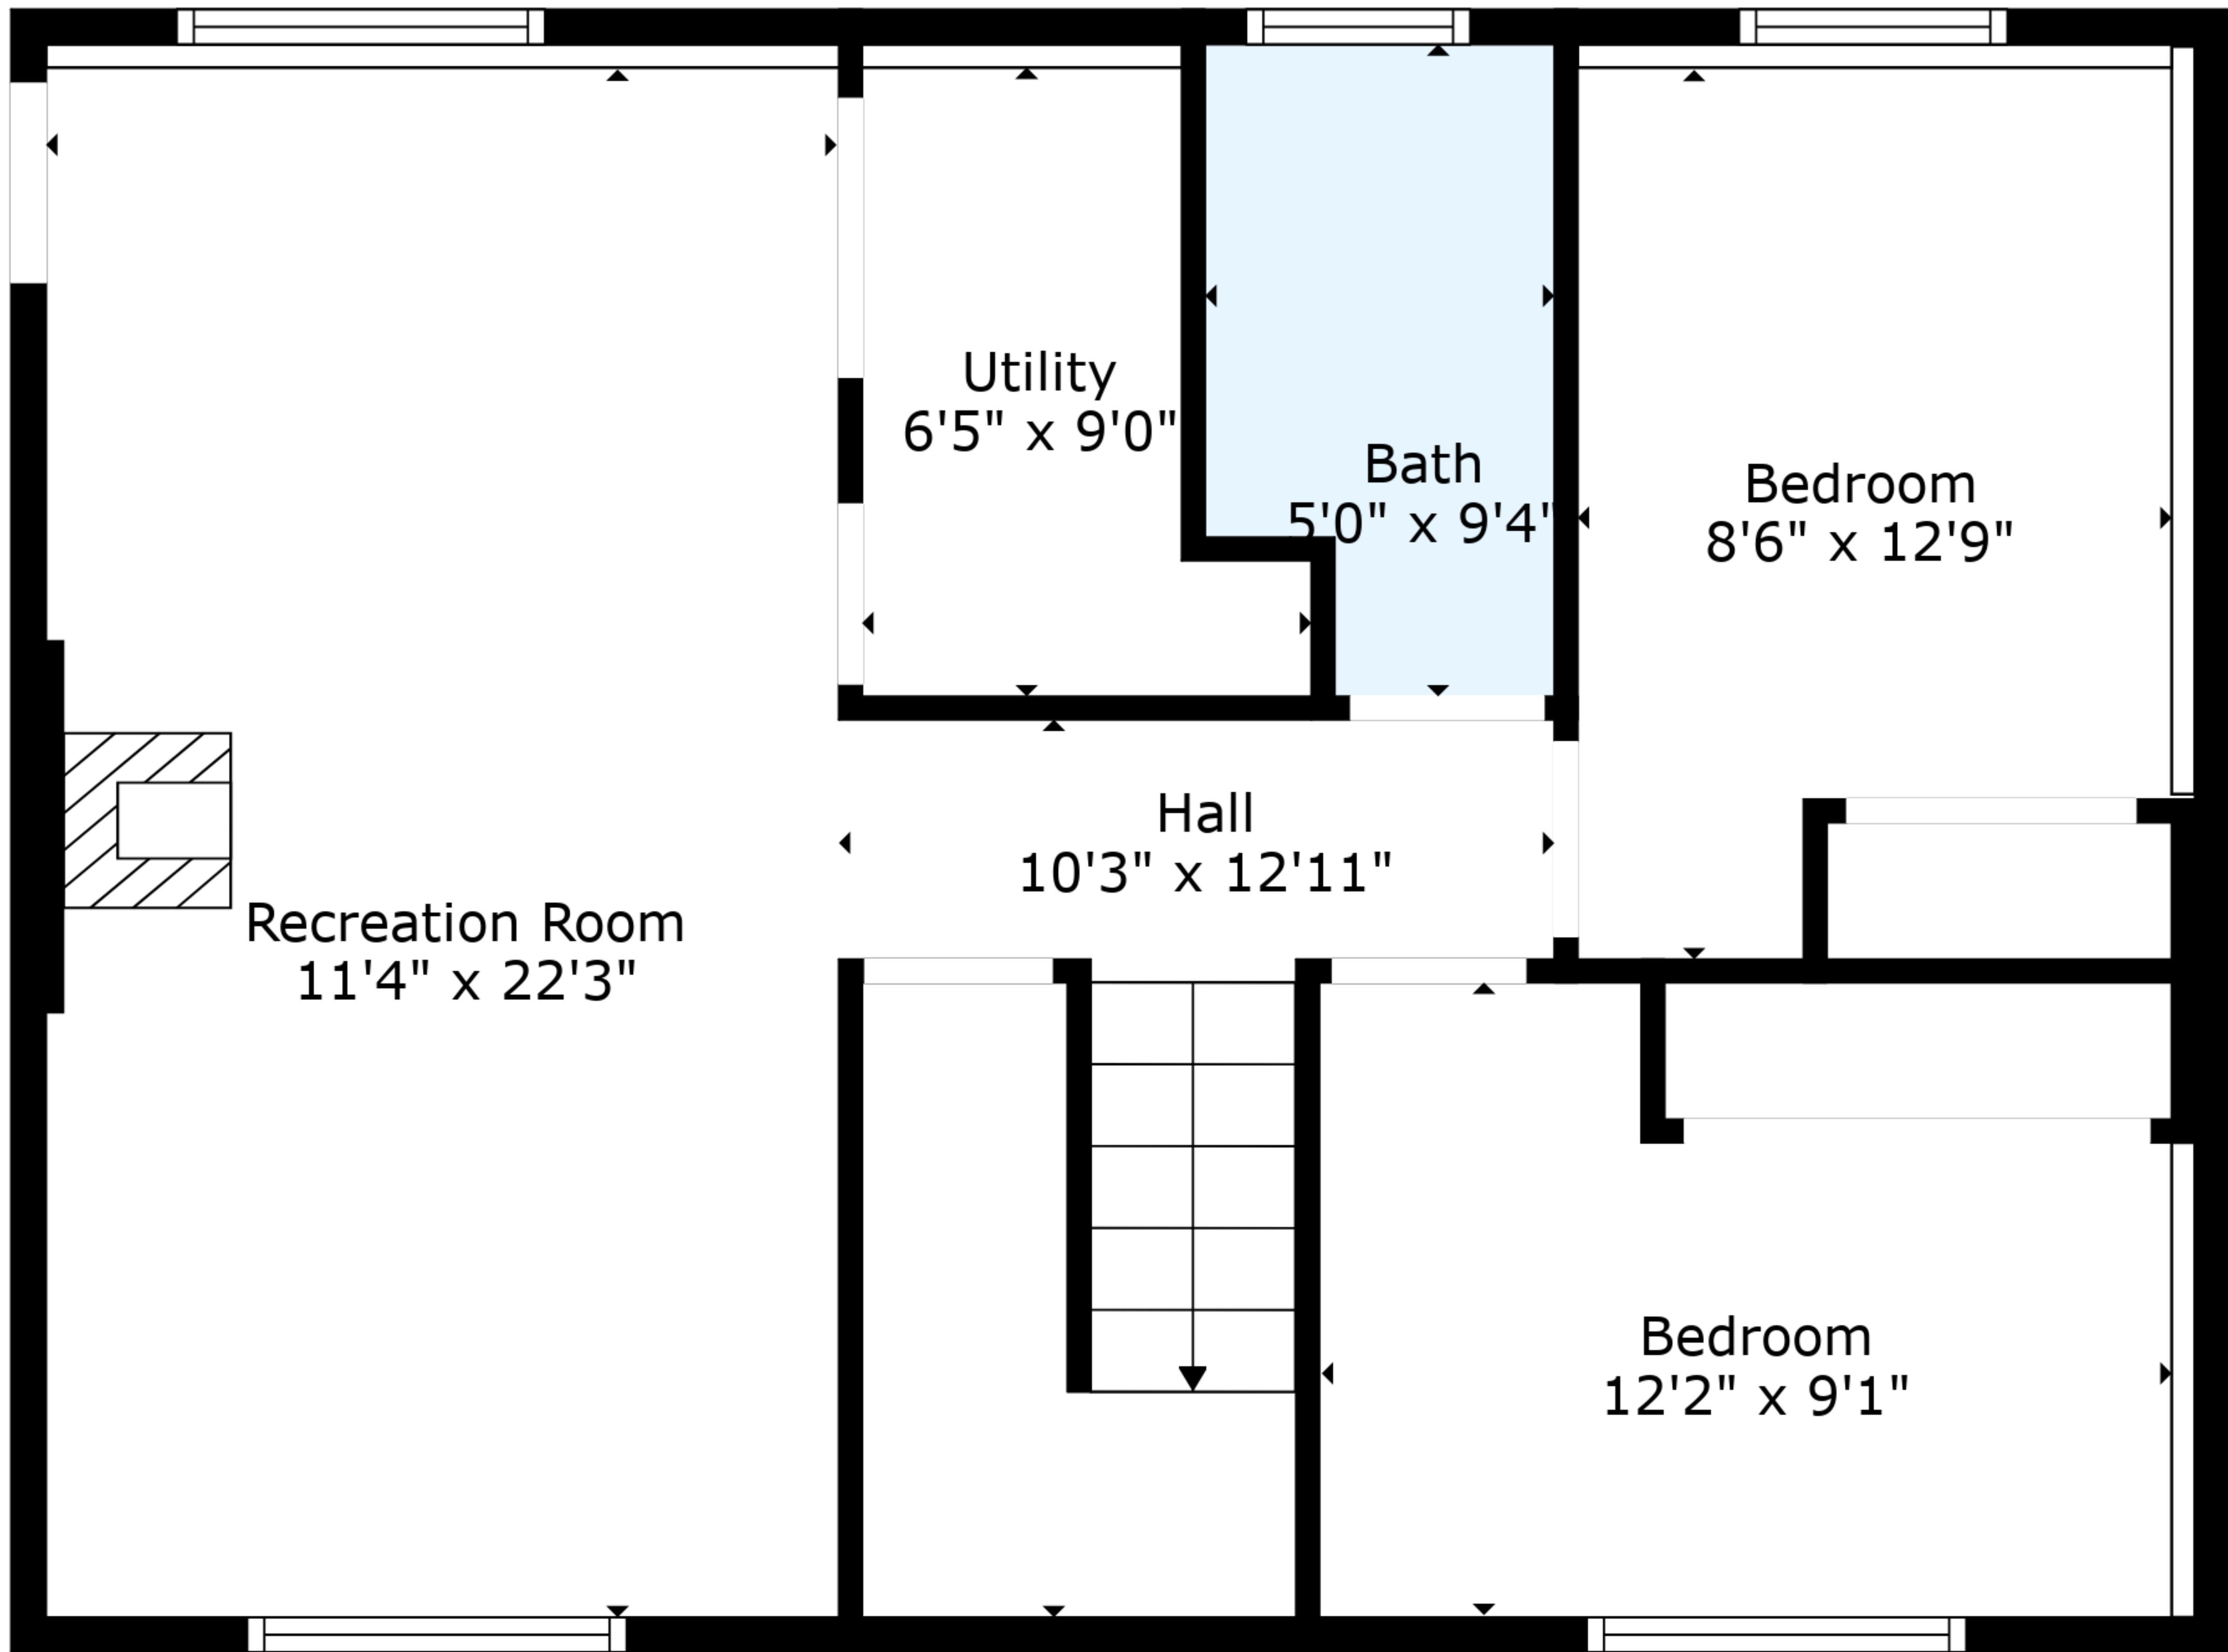 Utility
6'5" x 9'0"
Bath
5'0" x 9'4"
Bedroom
8'6" x 12'9"
Hall
10'3" x 12'11"
Recreation Room
11'4" x 22'3"
Bedroom
12'2" x 9'1"